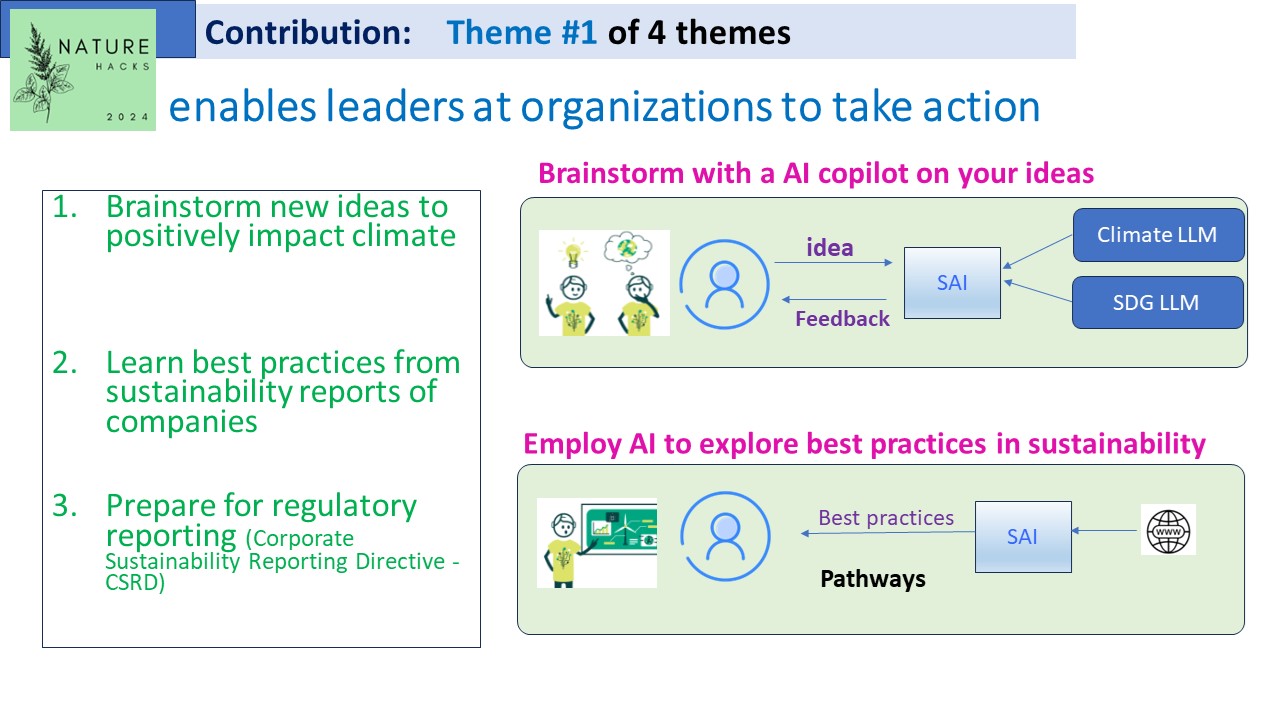 Contribution: Theme #1 of 4 themes
NATURE
HACKS
2024
enables leaders at organizations to take action
1. Brainstorm new ideas to
positively impact climate
2. Learn best practices from
sustainability reports of
companies
3. Prepare for regulatory
reporting (Corporate
Sustainability Reporting Directive -
CSRD)
Brainstorm with a AI copilot on your ideas
idea
Feedback
SAI
Climate LLM
SDG LLM
Employ AI to explore best practices in sustainability
Best practices
Pathways
SAI
WWW